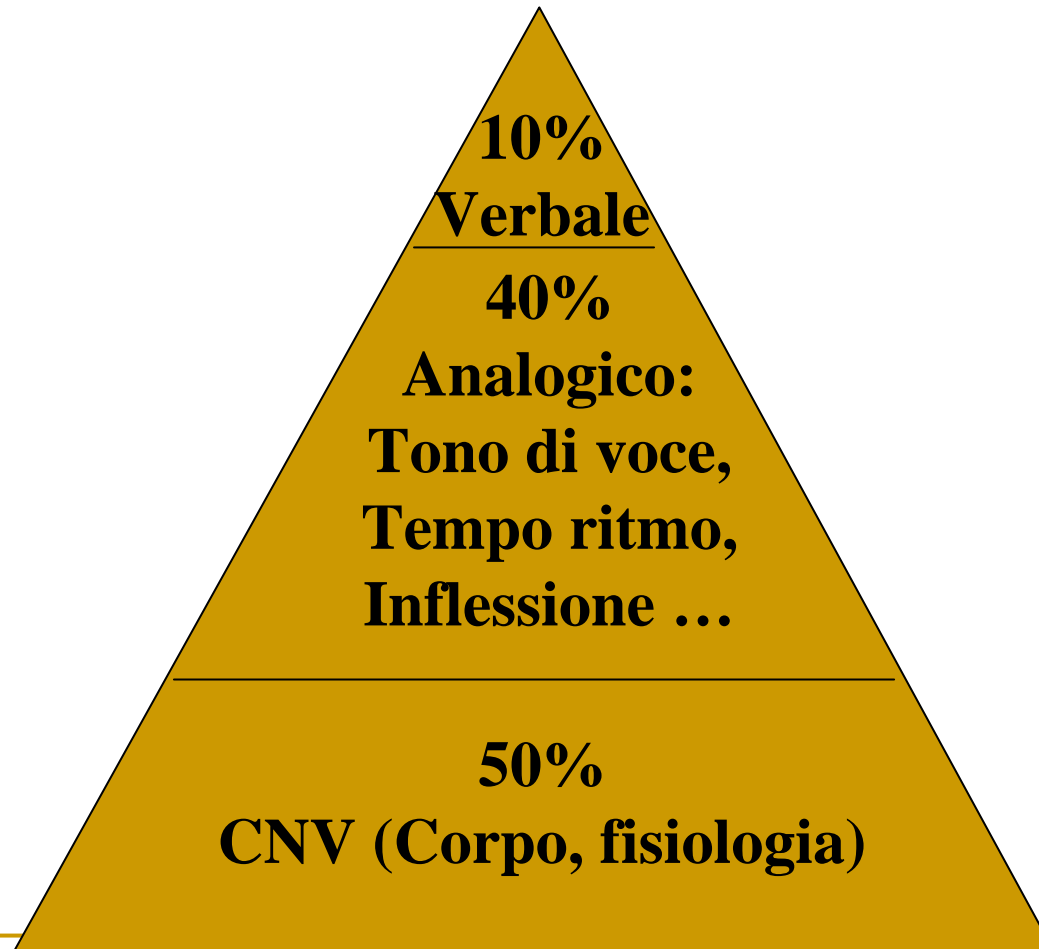 10%
Verbale
40%
Analogico:
Tono di voce,
Tempo ritmo,
Inflessione …
50%
CNV (Corpo, fisiologia)